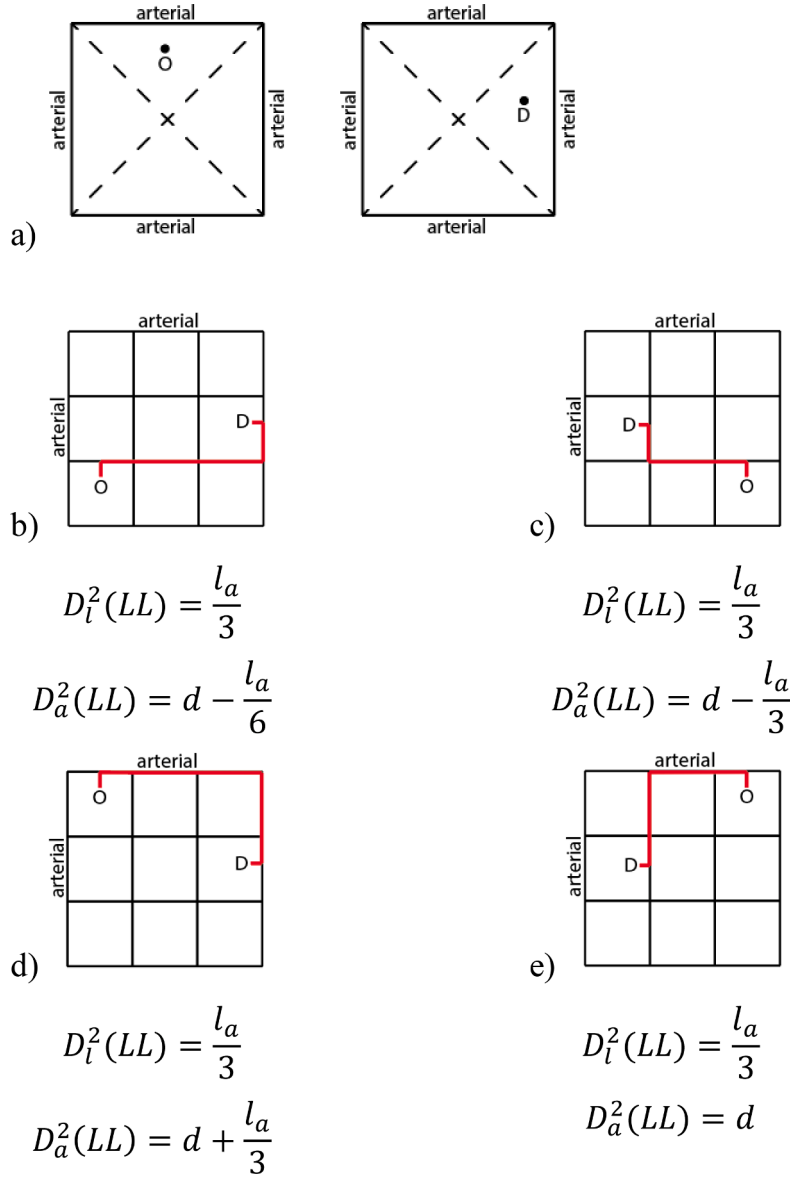 arterial
arterial O arterial
arterial
arterial D arterial
arterial
a)
arterial
arterial D
O
b)
arterial
arterial D
O
c)
D_l^2(LL) = l_a/3
D_l^2(LL) = l_a/3
D_a^2(LL) = d − l_a/6
D_a^2(LL) = d − l_a/3
arterial
O
arterial D
d)
arterial
O
arterial D
e)
D_l^2(LL) = l_a/3
D_l^2(LL) = l_a/3
D_a^2(LL) = d + l_a/3
D_a^2(LL) = d